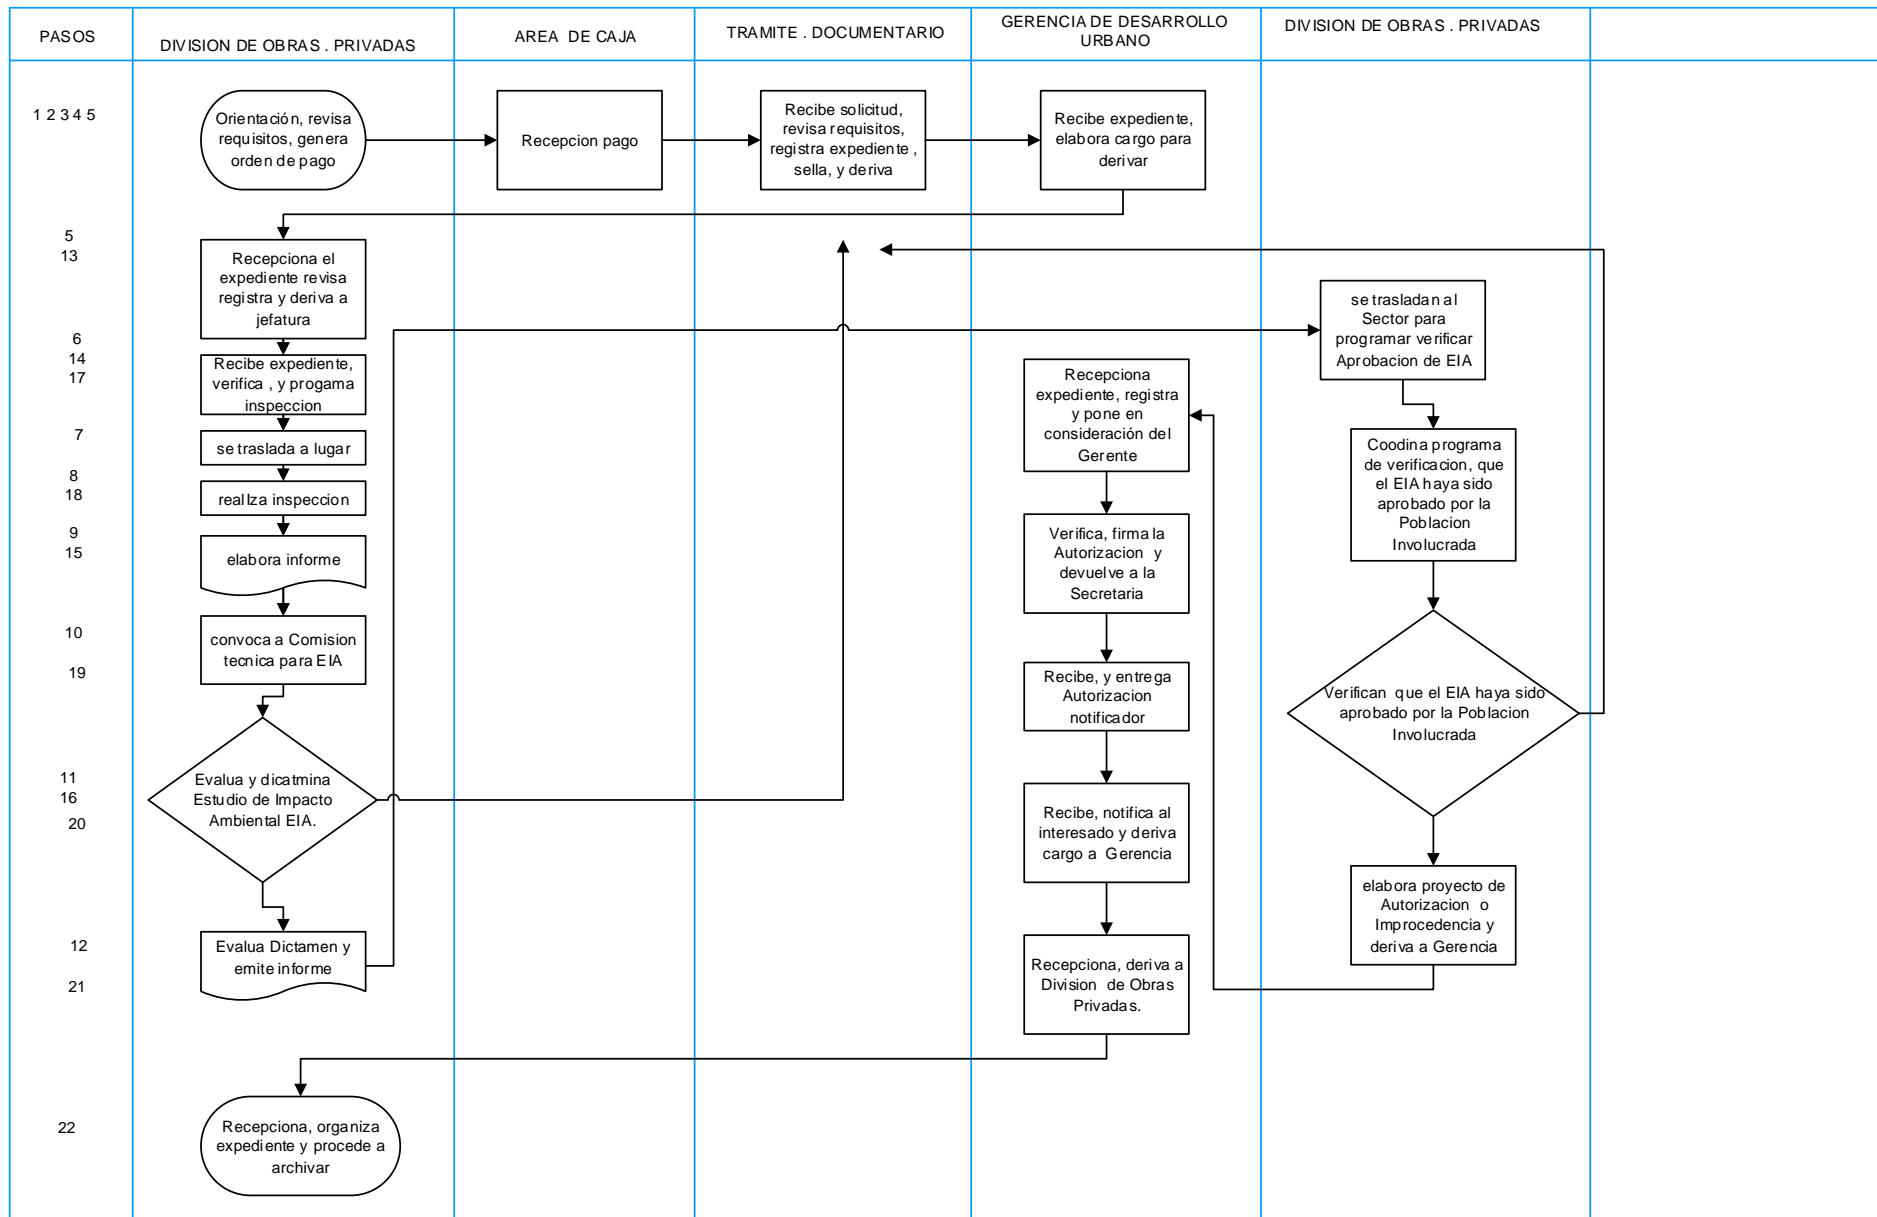 PASOS
DIVISION DE OBRAS . PRIVADAS
AREA DE CAJA
TRAMITE . DOCUMENTARIO
GERENCIA DE DESARROLLO
URBANO
DIVISION DE OBRAS . PRIVADAS
1 2 3 4 5
Orientación, revisa
requisitos, genera
orden de pago
Recepcion pago
Recibe solicitud,
revisa requisitos,
registra expediente ,
sella, y deriva
Recibe expediente,
elabora cargo para
derivar
5
13
Recepciona el
expediente revisa
registra y deriva a
jefatura
se trasladan al
Sector para
programar verificar
Aprobacion de EIA
6
14
17
Recibe expediente,
verifica , y progama
inspeccion
Recepciona
expediente, registra
y pone en
consideración del
Gerente
7
se traslada a lugar
Coodina programa
de verificacion, que
el EIA haya sido
aprobado por la
Poblacion
Involucrada
8
18
realIza inspeccion
9
15
elabora informe
Verifica, firma la
Autorizacion y
devuelve a la
Secretaria
10
19
convoca a Comision
tecnica para EIA
Recibe, y entrega
Autorizacion
notificador
Verifican que el EIA haya sido
aprobado por la Poblacion
Involucrada
11
16
20
Evalua y dicatmina
Estudio de Impacto
Ambiental EIA.
Recibe, notifica al
interesado y deriva
cargo a Gerencia
elabora proyecto de
Autorizacion o
Improcedencia y
deriva a Gerencia
12
21
Evalua Dictamen y
emite informe
Recepciona, deriva a
Division de Obras
Privadas.
22
Recepciona, organiza
expediente y procede a
archivar